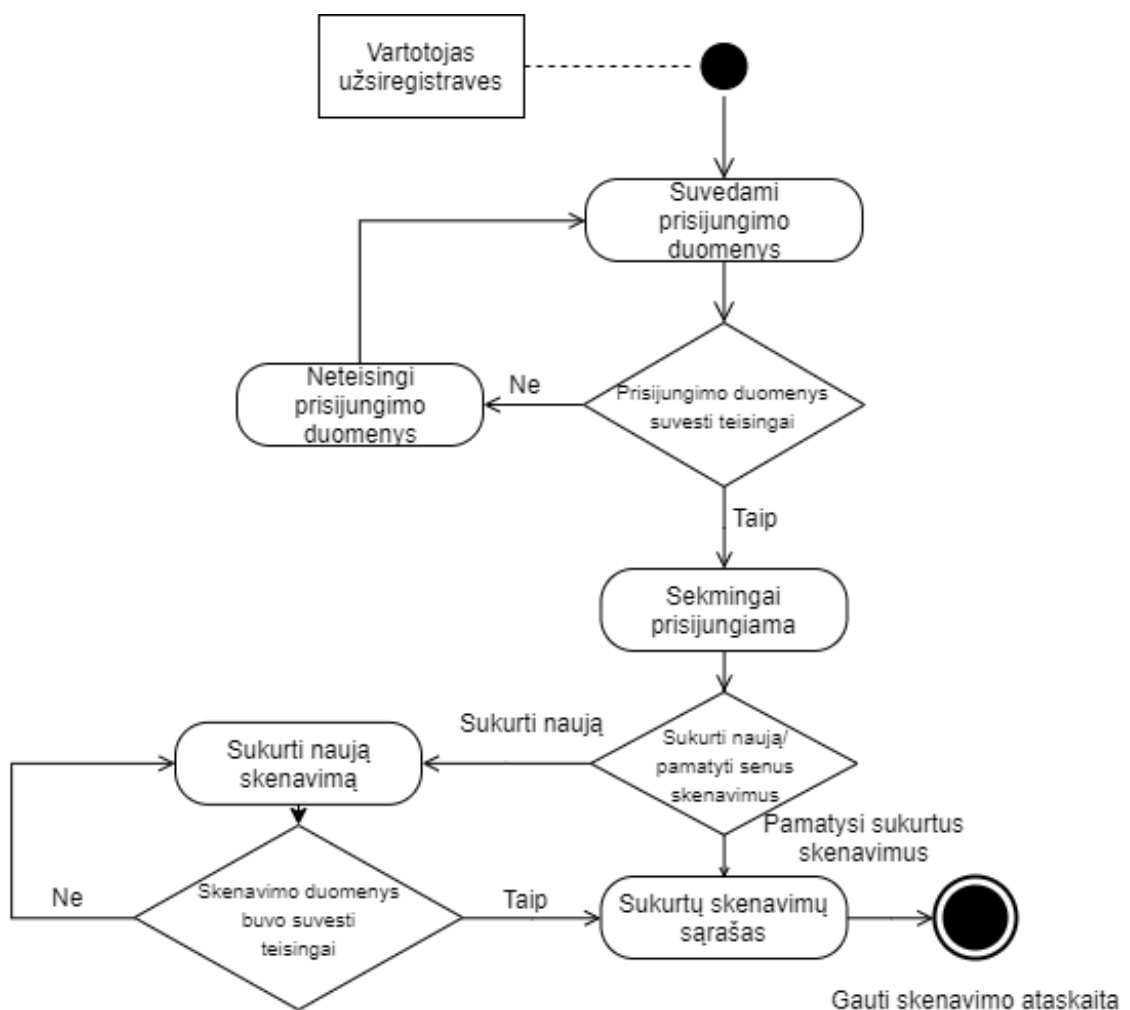 Vartotojas
užsiregistraves
Suvedami
prisijungimo
duomenys
Neteisingi
prisijungimo
duomenys
Ne
Prisijungimo duomenys
suvesti teisingai
Taip
Sekmingai
prisijungiama
Sukurti naują
Sukurti naują
skenavimą
Sukurti naują/
pamatyti senus
skenavimus
Pamatysi sukurtus
skenavimus
Ne
Skenavimo duomenys
buvo suvesti
teisingai
Taip
Sukurtų skenavimų
sąrašas
Gauti skenavimo ataskaita